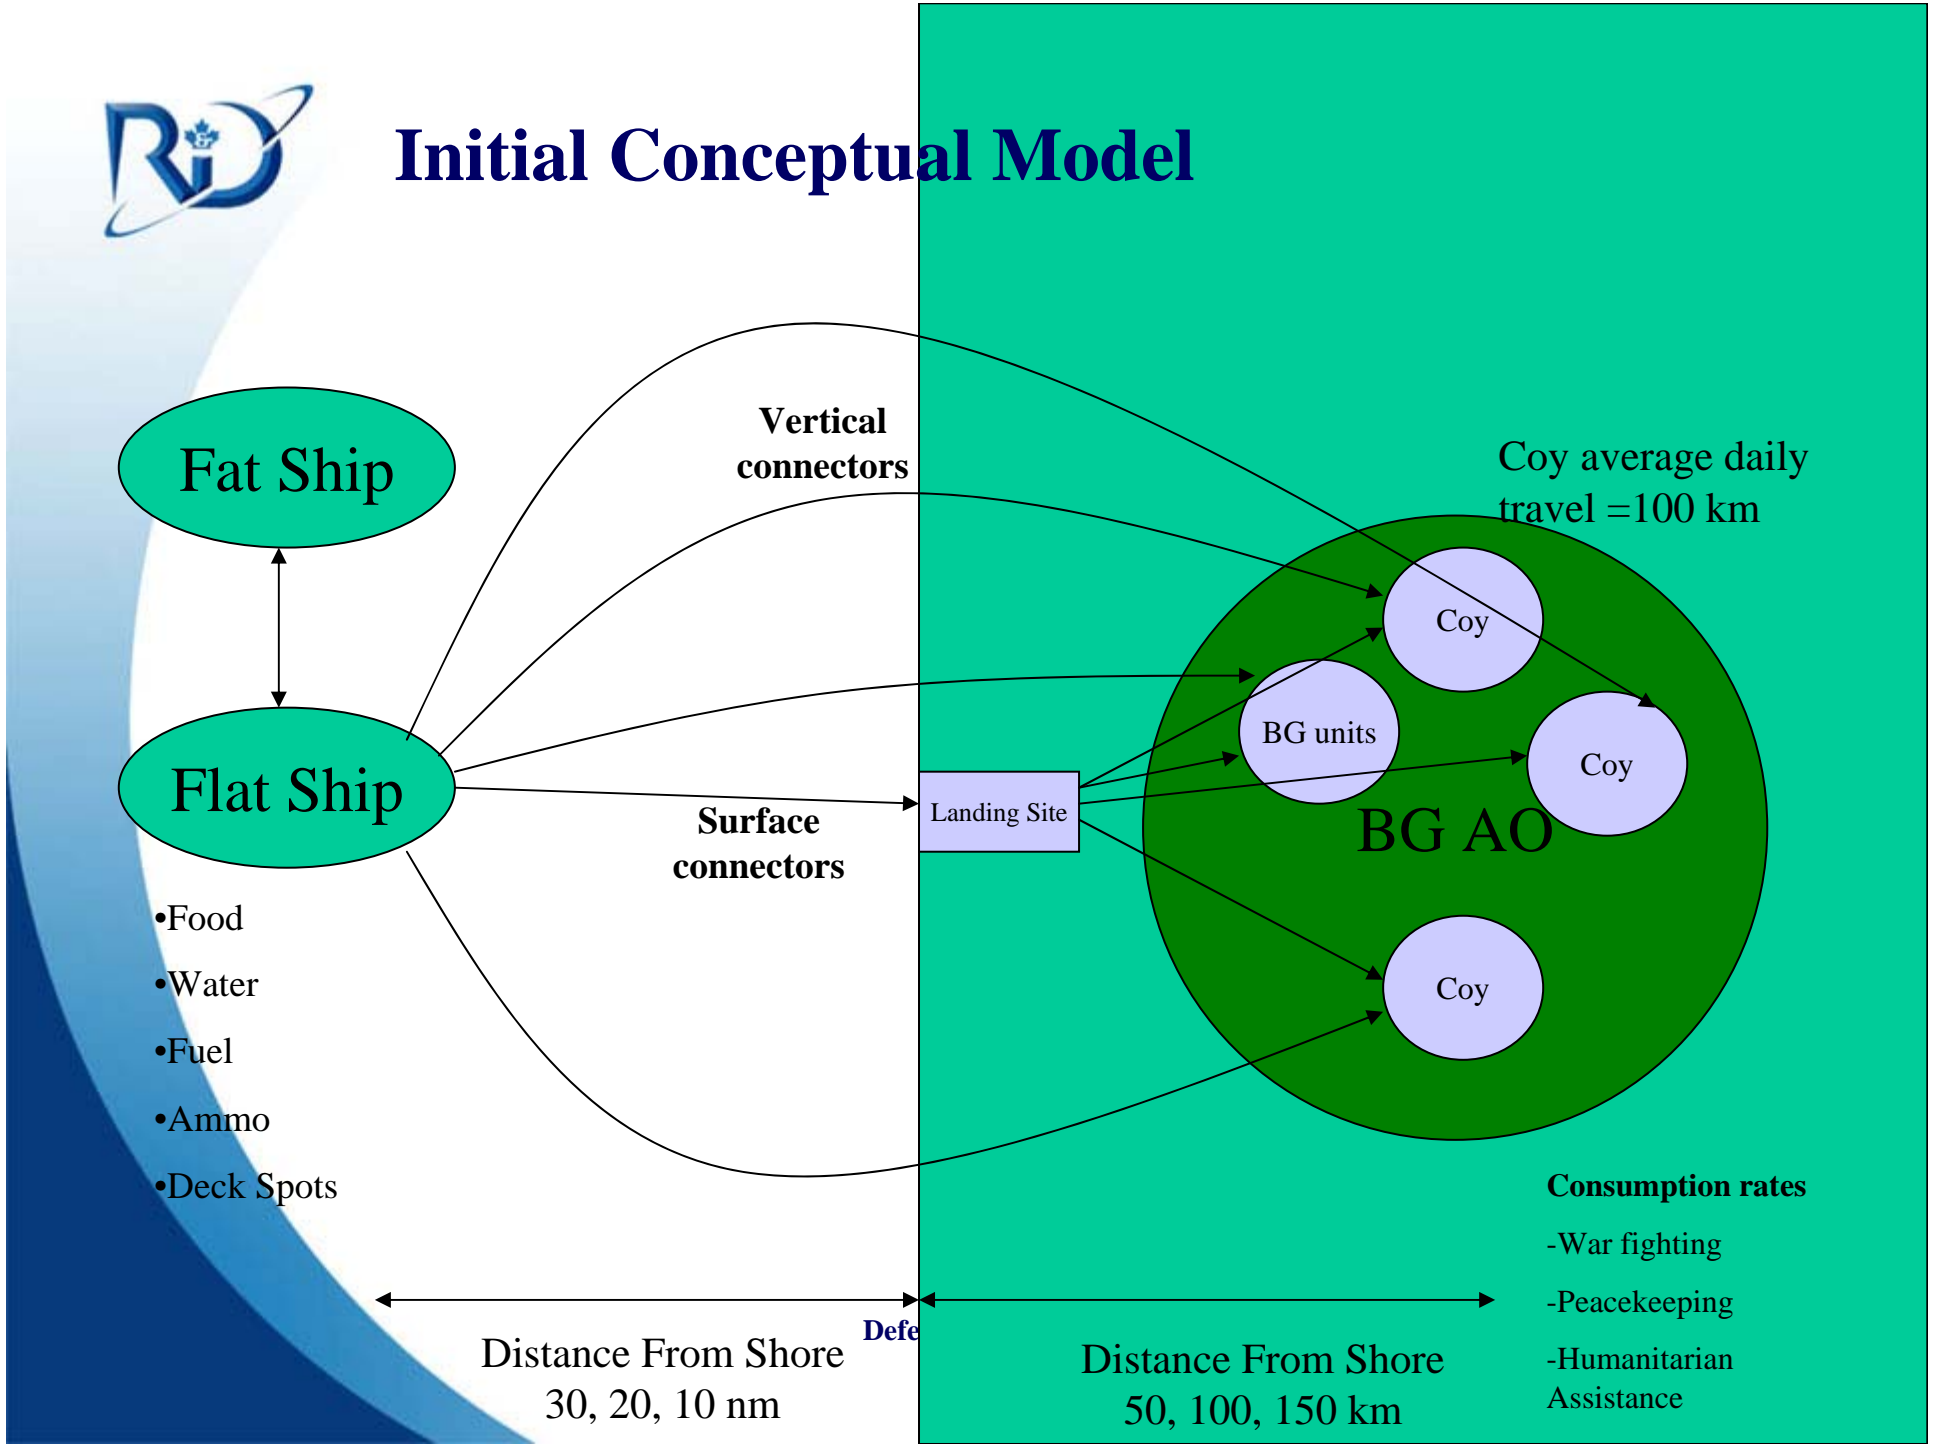 R&D
Initial Conceptual Model
Vertical
connectors
Fat Ship
Coy average daily
travel =100 km
Coy
BG units
Coy
Flat Ship
Landing Site
BG AO
Surface
connectors
•Food
•Water
•Fuel
•Ammo
•Deck Spots
Coy
Consumption rates
-War fighting
-Peacekeeping
-Humanitarian
Assistance
Defe
Distance From Shore
30, 20, 10 nm
Distance From Shore
50, 100, 150 km